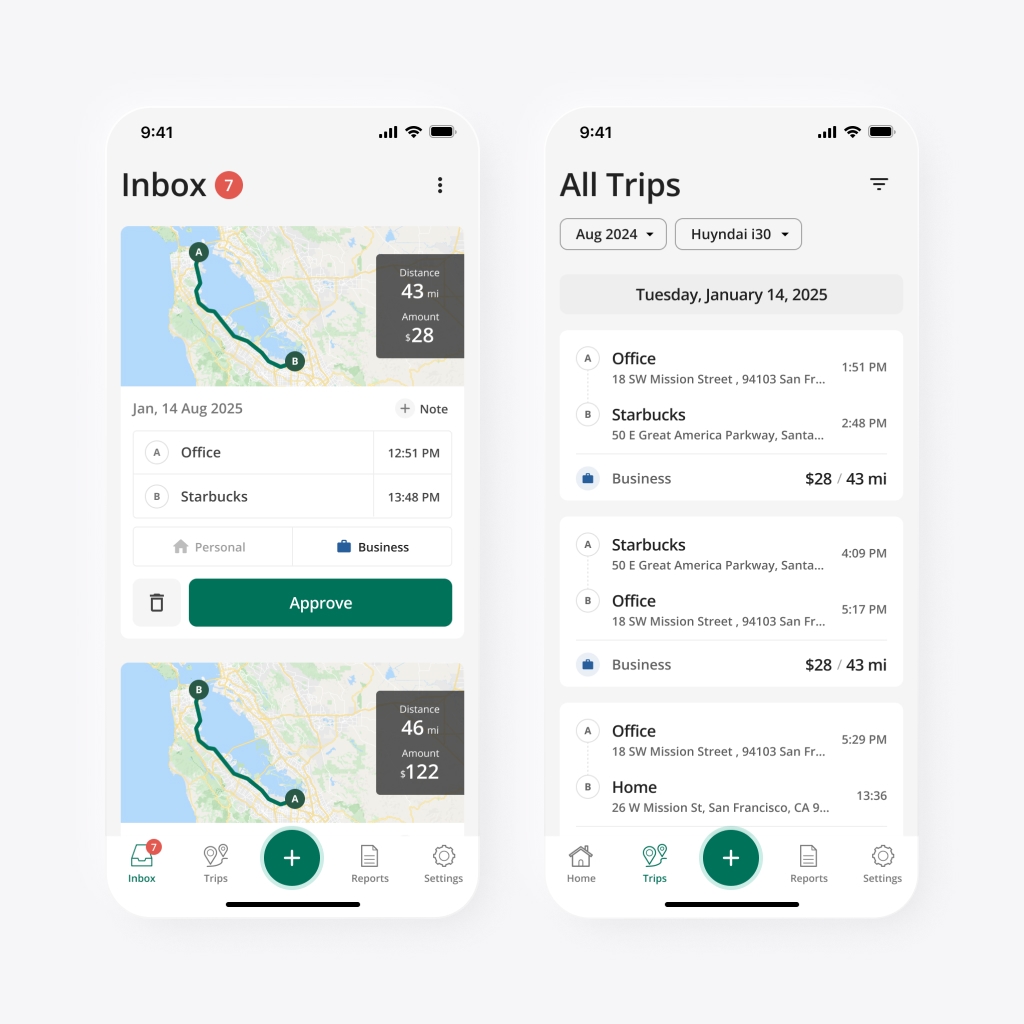 9:41
Inbox 7
A
B
Distance
43 mi
Amount
$28
Jan, 14 Aug 2025
+ Note
A Office 12:51 PM
B Starbucks 13:48 PM
Personal Business
Approve
B
A
Distance
46 mi
Amount
$122
7
Inbox Trips + Reports Settings
9:41
All Trips
Aug 2024 Huyndai i30
Tuesday, January 14, 2025
A Office 1:51 PM
18 SW Mission Street , 94103 San Fr...
B Starbucks 2:48 PM
50 E Great America Parkway, Santa...
Business $28 / 43 mi
A Starbucks 4:09 PM
50 E Great America Parkway, Santa...
B Office 5:17 PM
18 SW Mission Street , 94103 San Fr...
Business $28 / 43 mi
A Office 5:29 PM
18 SW Mission Street , 94103 San Fr...
B Home 13:36
26 W Mission St, San Francisco, CA 9...
Home Trips + Reports Settings